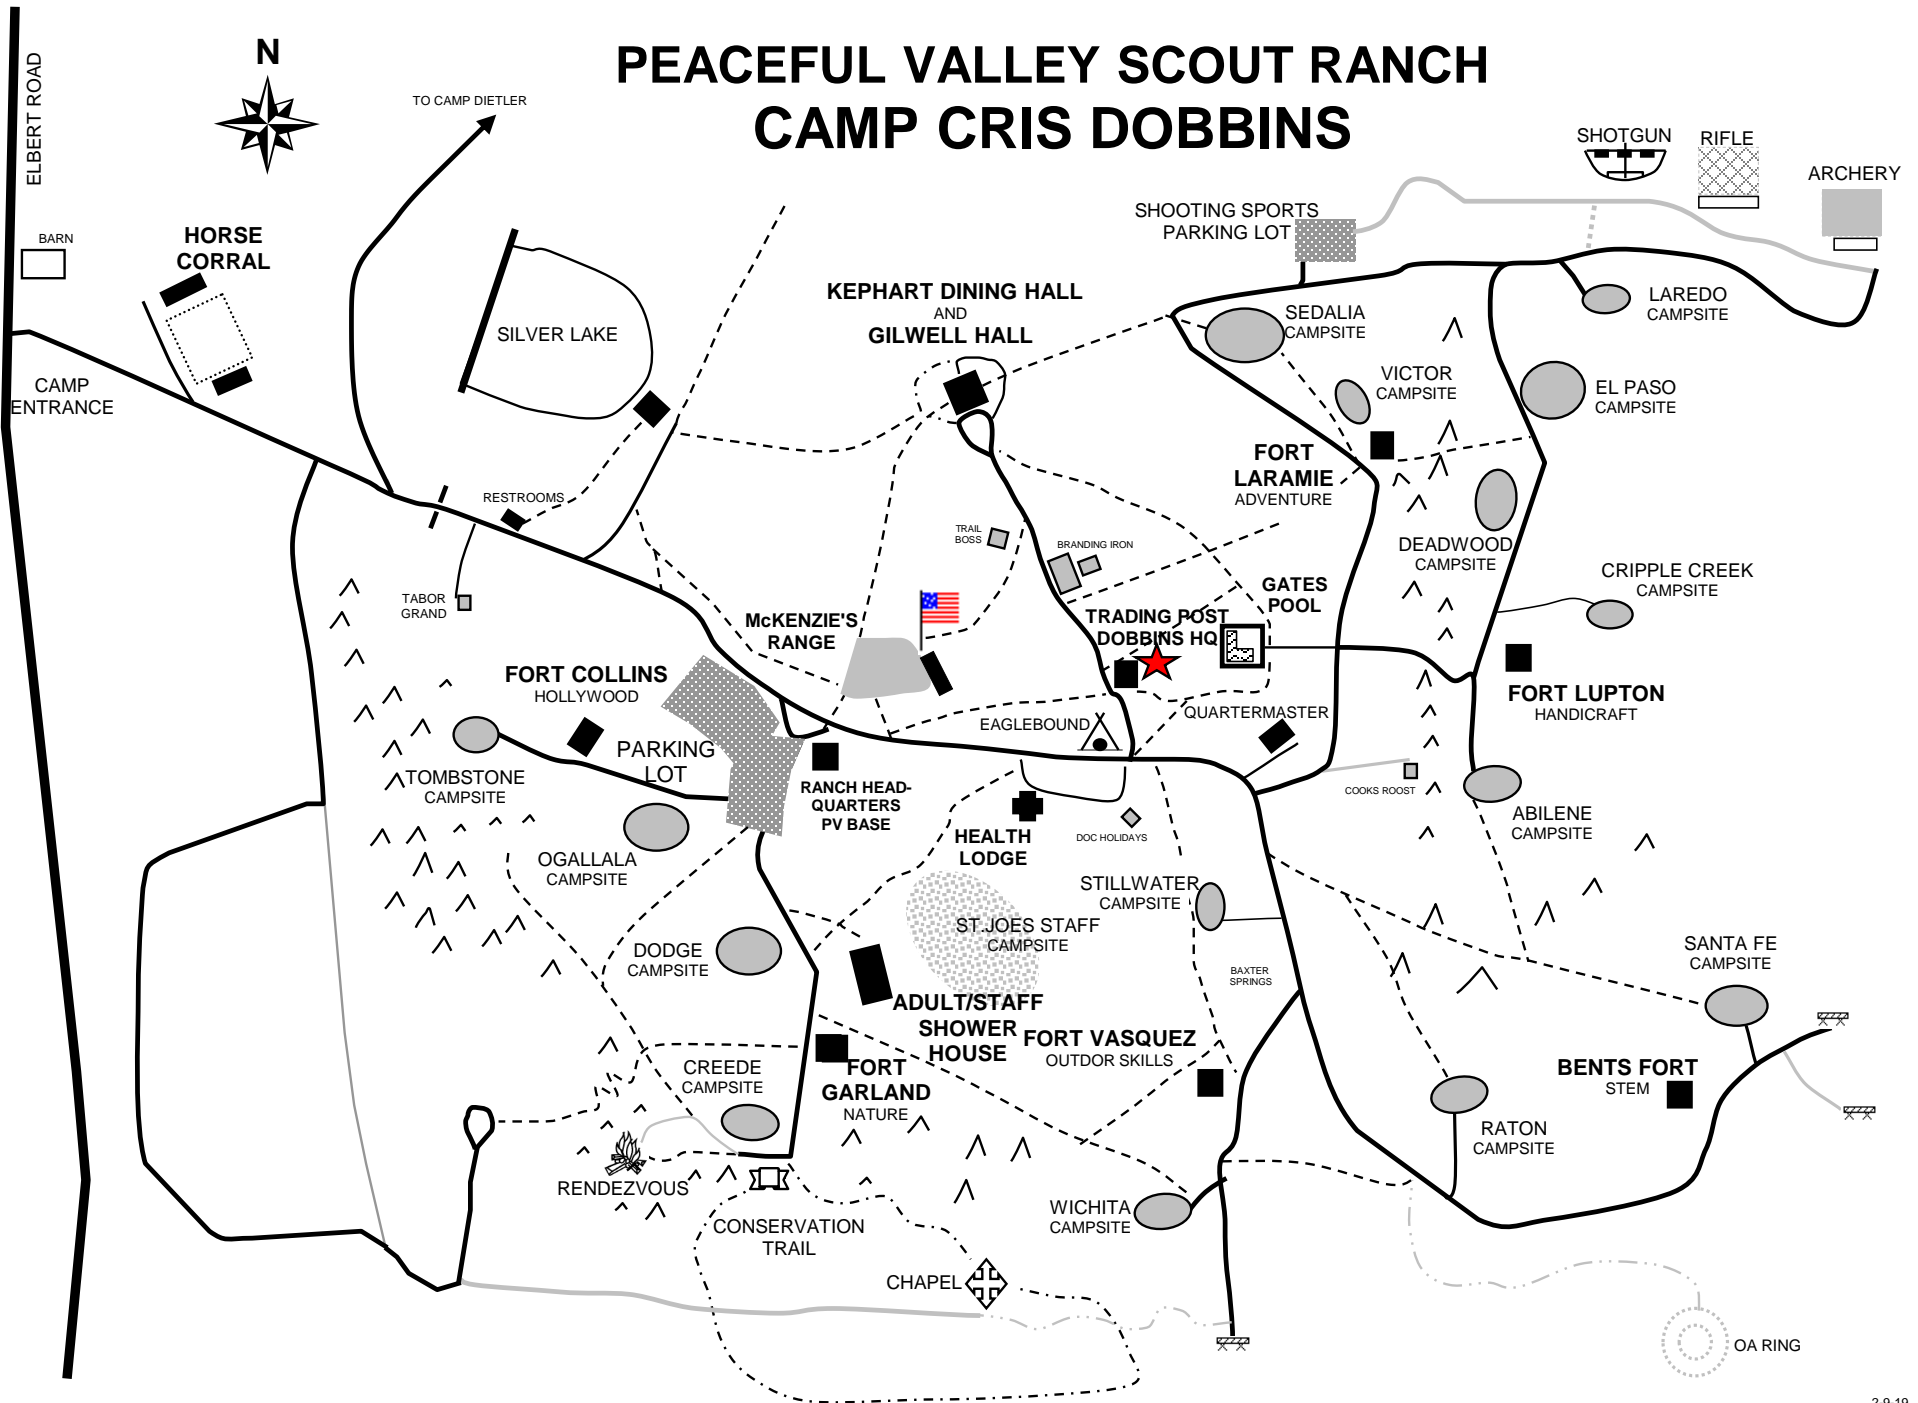 PEACEFUL VALLEY SCOUT RANCH
CAMP CRIS DOBBINS
N
ELBERT ROAD
TO CAMP DIETLER
BARN
HORSE
CORRAL
SILVER LAKE
CAMP
ENTRANCE
KEPHART DINING HALL
AND
GILWELL HALL
SHOOTING SPORTS
PARKING LOT
SHOTGUN
RIFLE
ARCHERY
SEDALIA
CAMPSITE
LAREDO
CAMPSITE
VICTOR
CAMPSITE
EL PASO
CAMPSITE
FORT
LARAMIE
ADVENTURE
RESTROOMS
TRAIL
BOSS
BRANDING IRON
DEADWOOD
CAMPSITE
CRIPPLE CREEK
CAMPSITE
TABOR
GRAND
GATES
POOL
McKENZIE'S
RANGE
TRADING POST
DOBBINS HQ
FORT COLLINS
HOLLYWOOD
FORT LUPTON
HANDICRAFT
EAGLEBOUND
QUARTERMASTER
PARKING
LOT
TOMBSTONE
CAMPSITE
RANCH HEAD-
QUARTERS
PV BASE
COOKS ROOST
ABILENE
CAMPSITE
HEALTH
LODGE
DOC HOLIDAYS
OGALLALA
CAMPSITE
STILLWATER
CAMPSITE
ST.JOES STAFF
CAMPSITE
DODGE
CAMPSITE
SANTA FE
CAMPSITE
BAXTER
SPRINGS
ADULT/STAFF
SHOWER
HOUSE
FORT VASQUEZ
OUTDOR SKILLS
CREEDE
CAMPSITE
FORT
GARLAND
NATURE
BENTS FORT
STEM
RATON
CAMPSITE
RENDEZVOUS
WICHITA
CAMPSITE
CONSERVATION
TRAIL
CHAPEL
OA RING
2-9-19